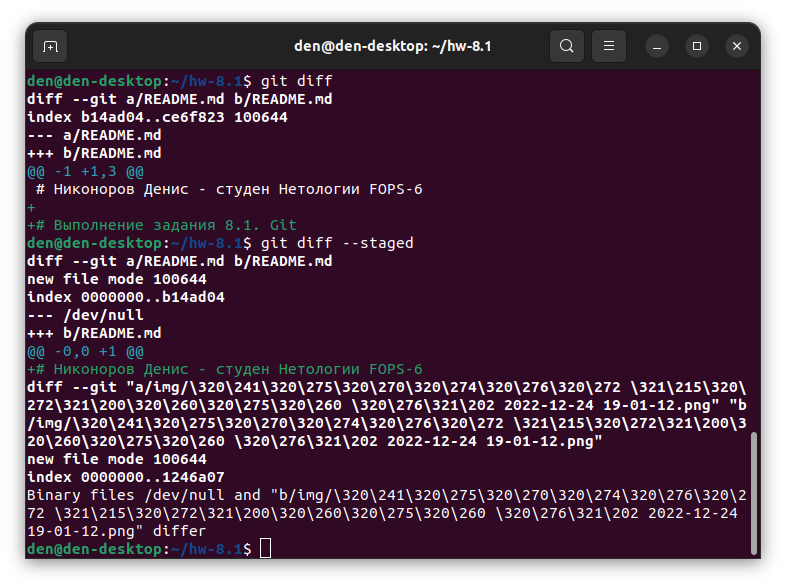 den@den-desktop: ~/hw-8.1
den@den-desktop:~/hw-8.1$ git diff
diff --git a/README.md b/README.md
index b14ad04..ce6f823 100644
--- a/README.md
+++ b/README.md
@@ -1 +1,3 @@
 # Никоноров Денис - студен Нетологии FOPS-6
+
+# Выполнение задания 8.1. Git
den@den-desktop:~/hw-8.1$ git diff --staged
diff --git a/README.md b/README.md
new file mode 100644
index 0000000..b14ad04
--- /dev/null
+++ b/README.md
@@ -0,0 +1 @@
+# Никоноров Денис - студен Нетологии FOPS-6
diff --git "a/img/\320\241\320\275\320\270\320\274\320\276\320\272 \321\215\320\
272\321\200\320\260\320\275\320\260 \320\276\321\202 2022-12-24 19-01-12.png" "b
/img/\320\241\320\275\320\270\320\274\320\276\320\272 \321\215\320\272\321\200\3
20\260\320\275\320\260 \320\276\321\202 2022-12-24 19-01-12.png"
new file mode 100644
index 0000000..1246a07
Binary files /dev/null and "b/img/\320\241\320\275\320\270\320\274\320\276\320\2
72 \321\215\320\272\321\200\320\260\320\275\320\260 \320\276\321\202 2022-12-24
19-01-12.png" differ
den@den-desktop:~/hw-8.1$